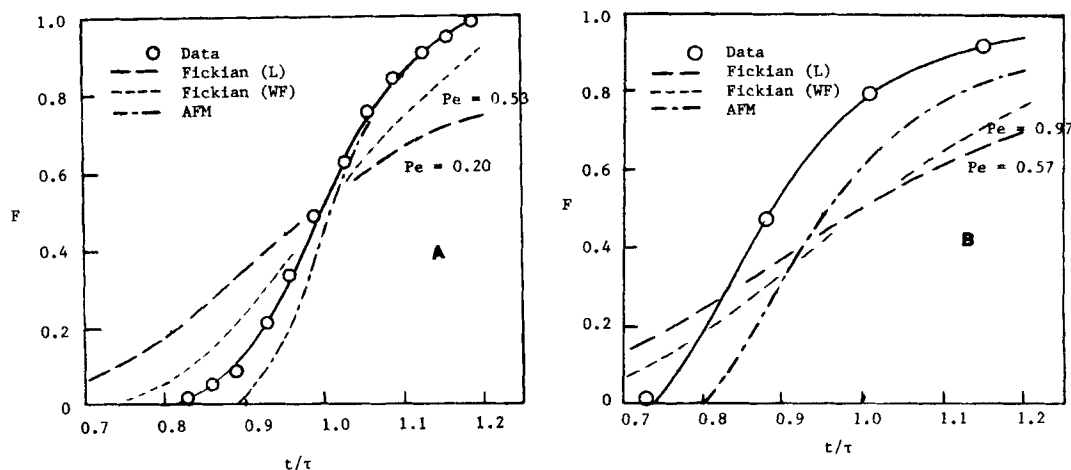 1.0
0.8
0.6
F
0.4
0.2
0
Data
Fickian (L)
Fickian (WF)
AFM
Pe = 0.53
Pe = 0.20
A
0.7 0.8 0.9 1.0 1.1 1.2
t/τ
1.0
0.8
0.6
F
0.4
0.2
0
Data
Fickian (L)
Fickian (WF)
AFM
Pe = 0.97
Pe = 0.57
B
0.7 0.8 0.9 1.0 1.1 1.2
t/τ